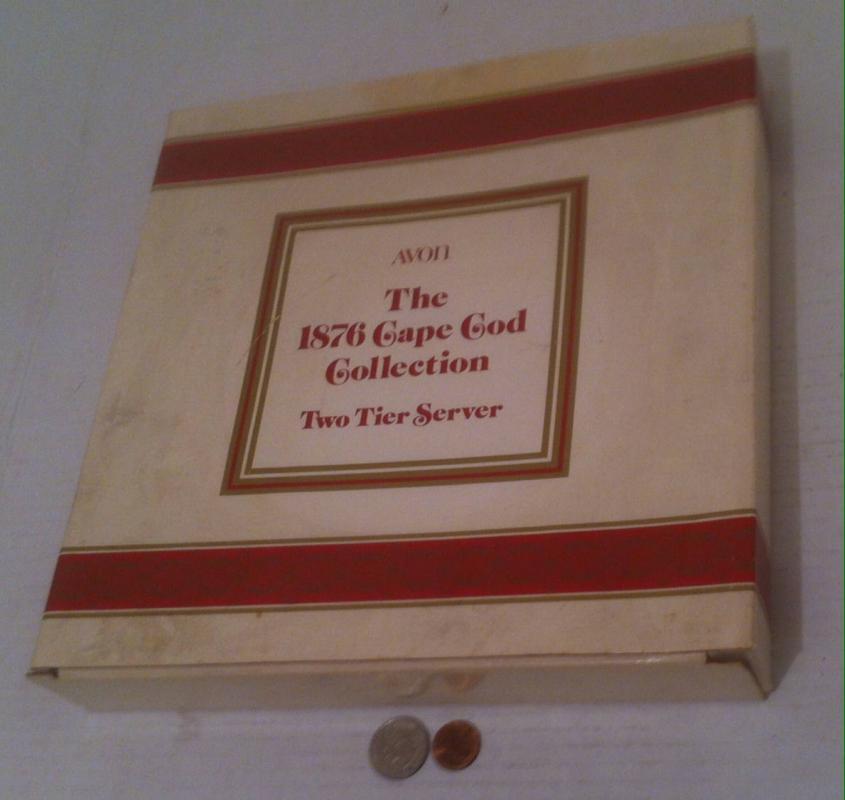 AVON
The
1876 Cape Cod
Collection
Two Tier Server